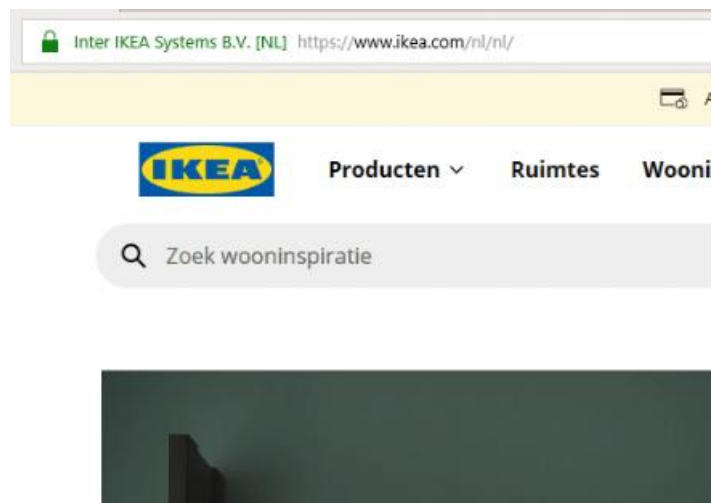 Inter IKEA Systems B.V. [NL] https://www.ikea.com/nl/nl/
IKEA
Producten Ruimtes
Zoek wooninspiratie